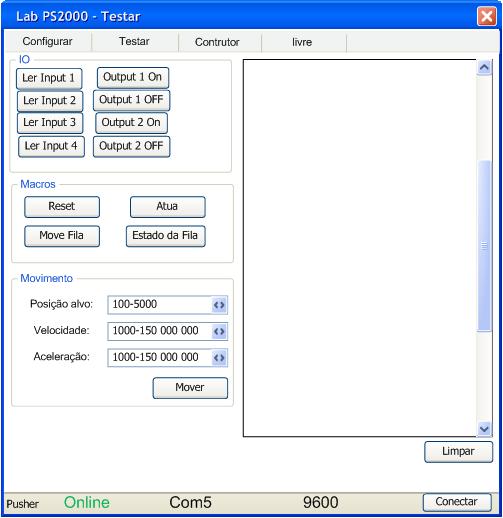 Lab PS2000 - Testar
Configurar Testar Contrutor livre
IO
Ler Input 1 Output 1 On
Ler Input 2 Output 1 OFF
Ler Input 3 Output 2 On
Ler Input 4 Output 2 OFF
Macros
Reset Atua
Move Fila Estado da Fila
Movimento
Posição alvo: 100-5000
Velocidade: 1000-150 000 000
Aceleração: 1000-150 000 000
Mover
Limpar
Pusher Online Com5 9600 Conectar